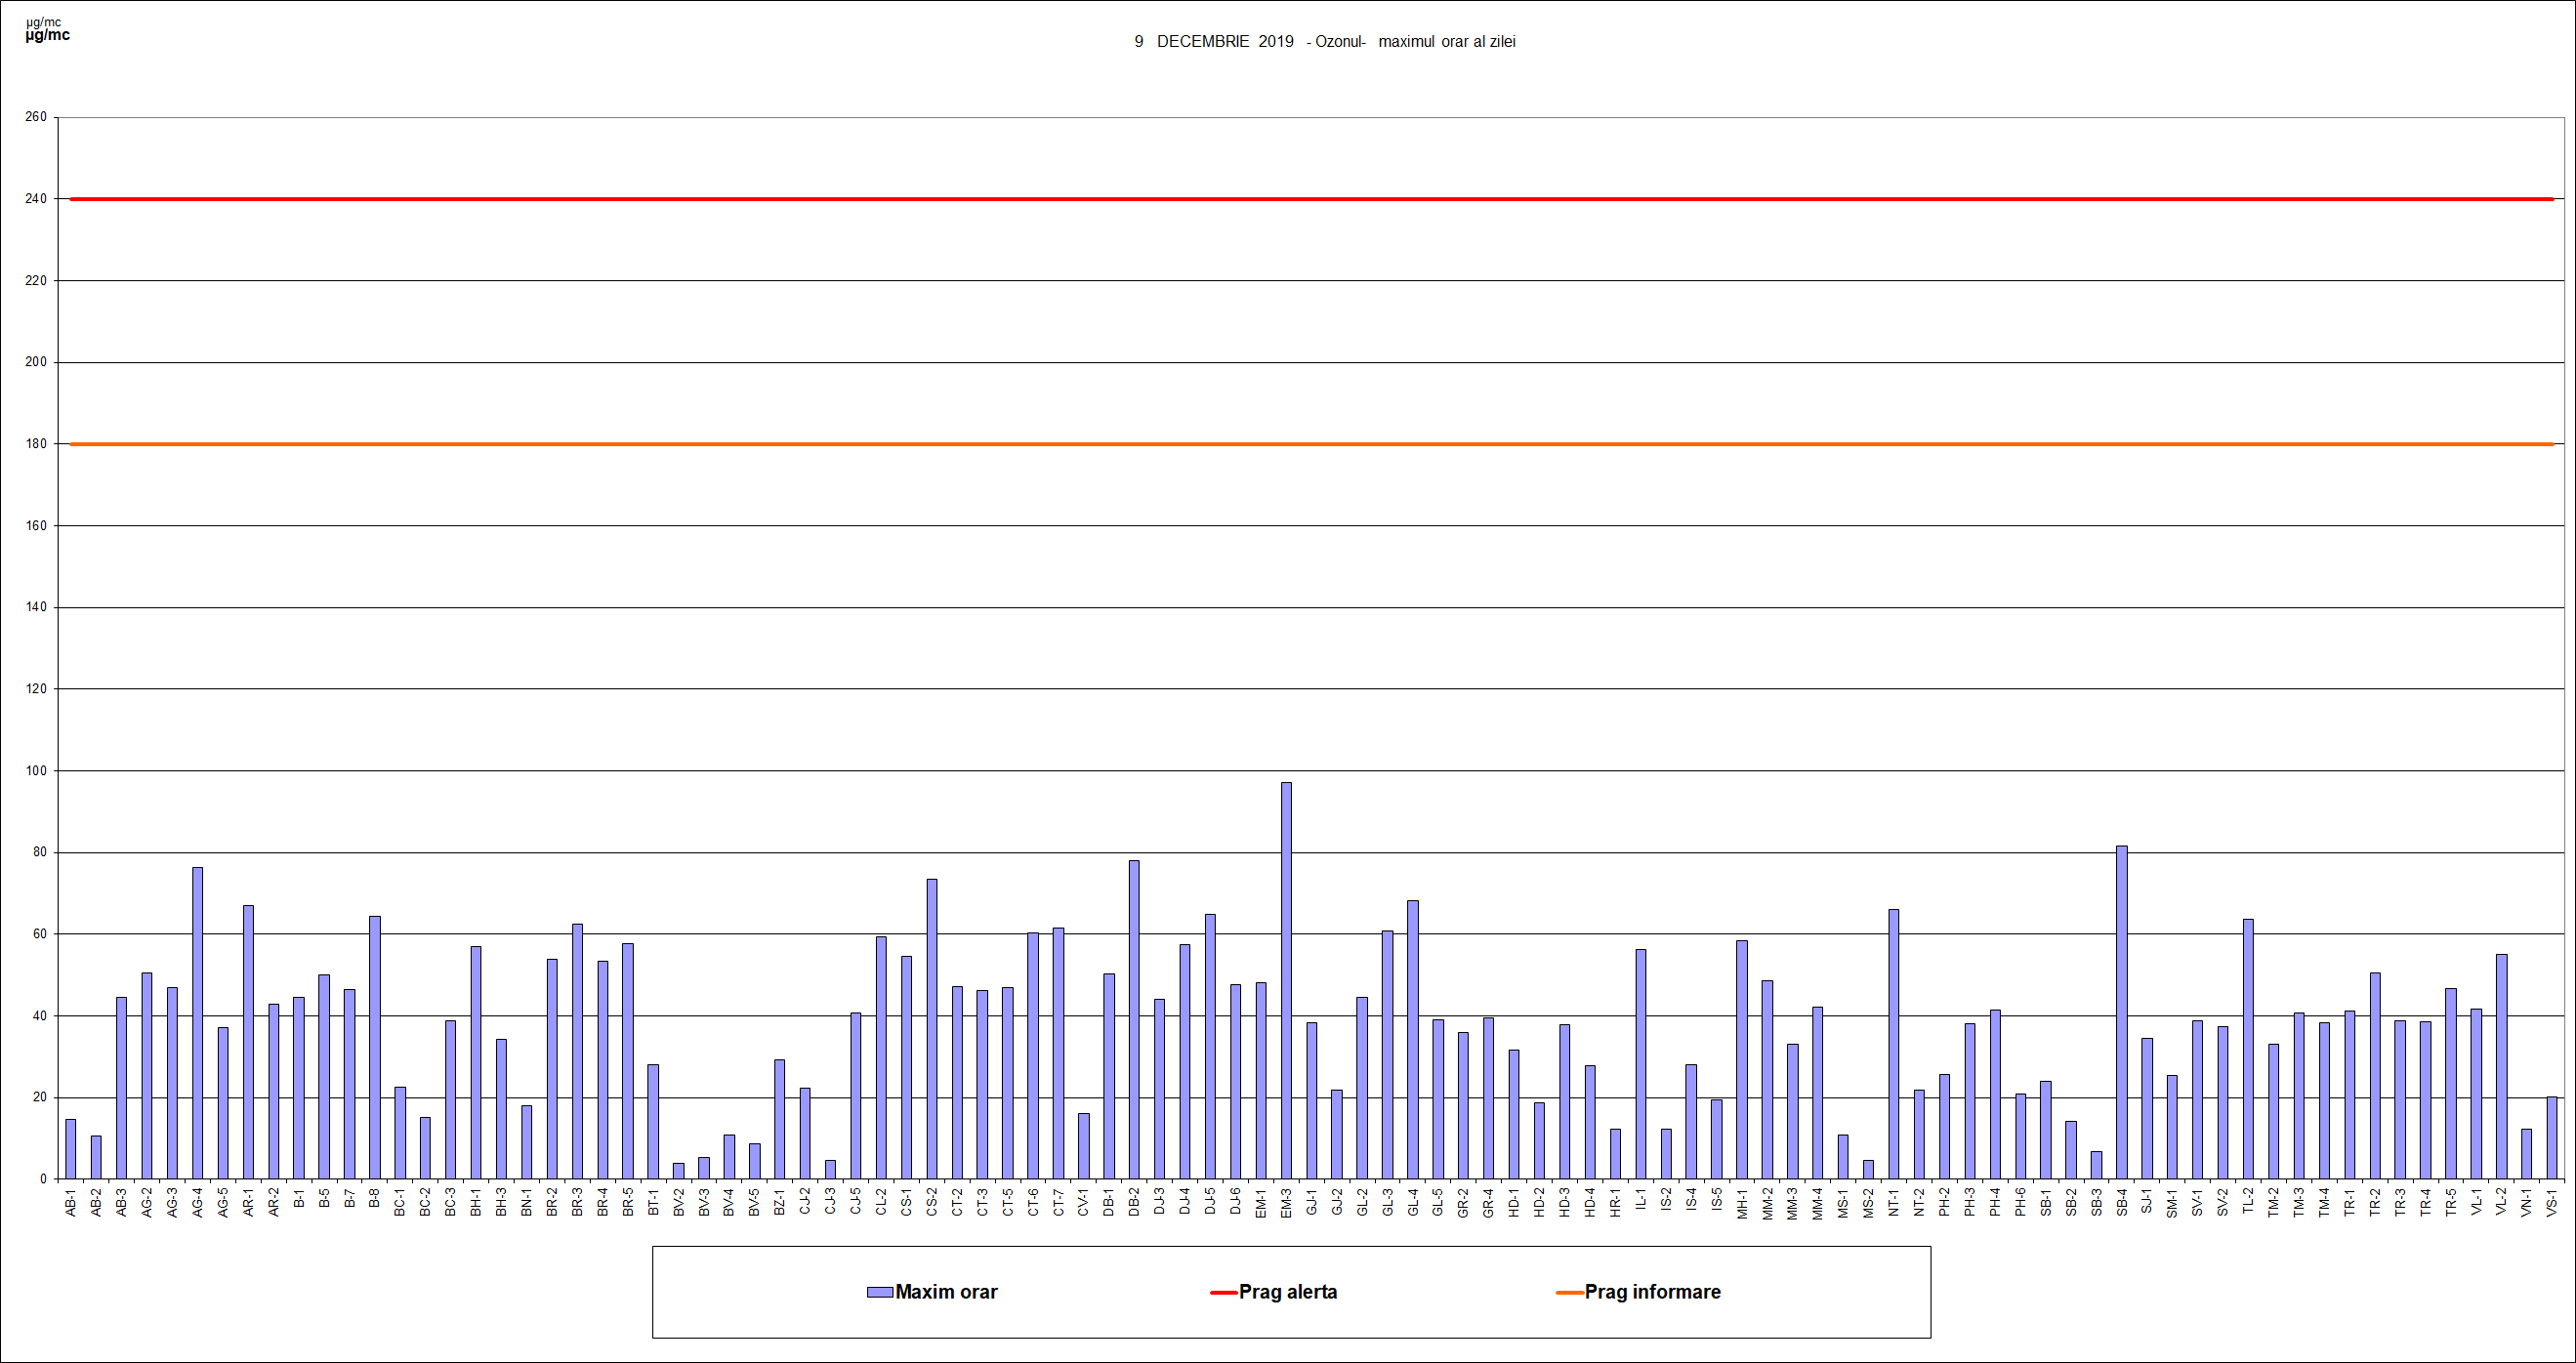 µg/mc
µg/mc
9 DECEMBRIE 2019 - Ozonul- maximul orar al zilei
260
240
220
200
180
160
140
120
100
80
60
40
20
0
AB-1 AB-2 AB-3 AG-2 AG-3 AG-4 AG-5 AR-1 AR-2 B-1 B-5 B-7 B-8 BC-1 BC-2 BC-3 BH-1 BH-3 BN-1 BR-2 BR-3 BR-4 BR-5 BT-1 BV-2 BV-3 BV-4 BV-5 BZ-1 CJ-2 CJ-3 CJ-5 CL-2 CS-1 CS-2 CT-2 CT-3 CT-5 CT-6 CT-7 CV-1 DB-1 DB-2 DJ-3 DJ-4 DJ-5 DJ-6 EM-1 EM-3 GJ-1 GJ-2 GL-2 GL-3 GL-4 GL-5 GR-2 GR-4 HD-1 HD-2 HD-3 HD-4 HR-1 IL-1 IS-2 IS-4 IS-5 MH-1 MM-2 MM-3 MM-4 MS-1 MS-2 NT-1 NT-2 PH-2 PH-3 PH-4 PH-6 SB-1 SB-2 SB-3 SB-4 SJ-1 SM-1 SV-1 SV-2 TL-2 TM-2 TM-3 TM-4 TR-1 TR-2 TR-3 TR-4 TR-5 VL-1 VL-2 VN-1 VS-1
Maxim orar Prag alerta Prag informare